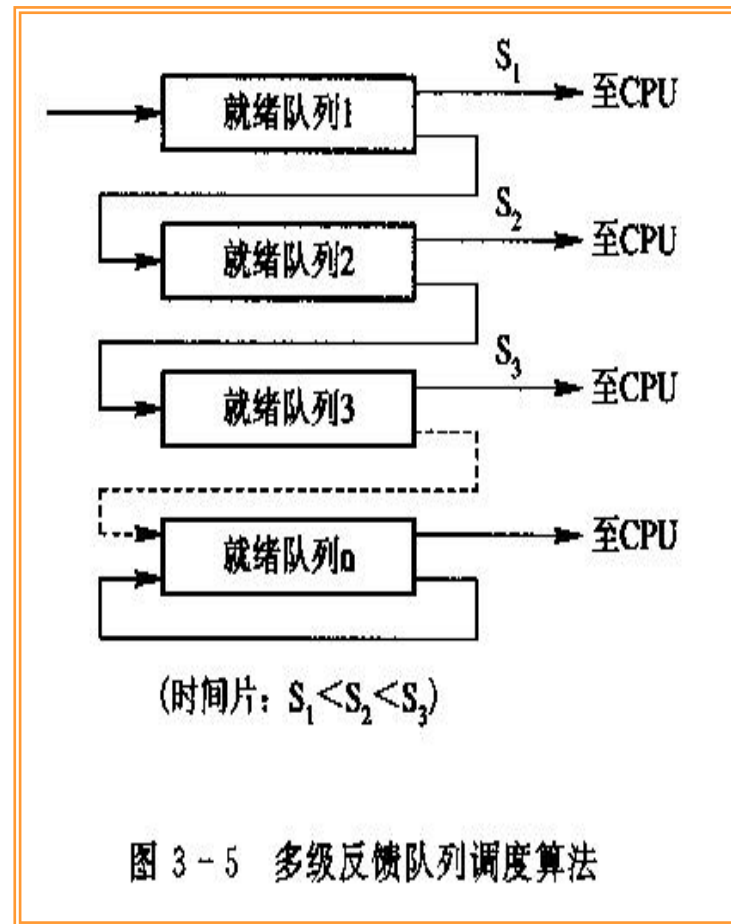 S₁
就绪队列1
至CPU
S₂
就绪队列2
至CPU
S₃
就绪队列3
至CPU
就绪队列n
至CPU
(时间片：S₁<S₂<S₃)
图 3-5 多级反馈队列调度算法